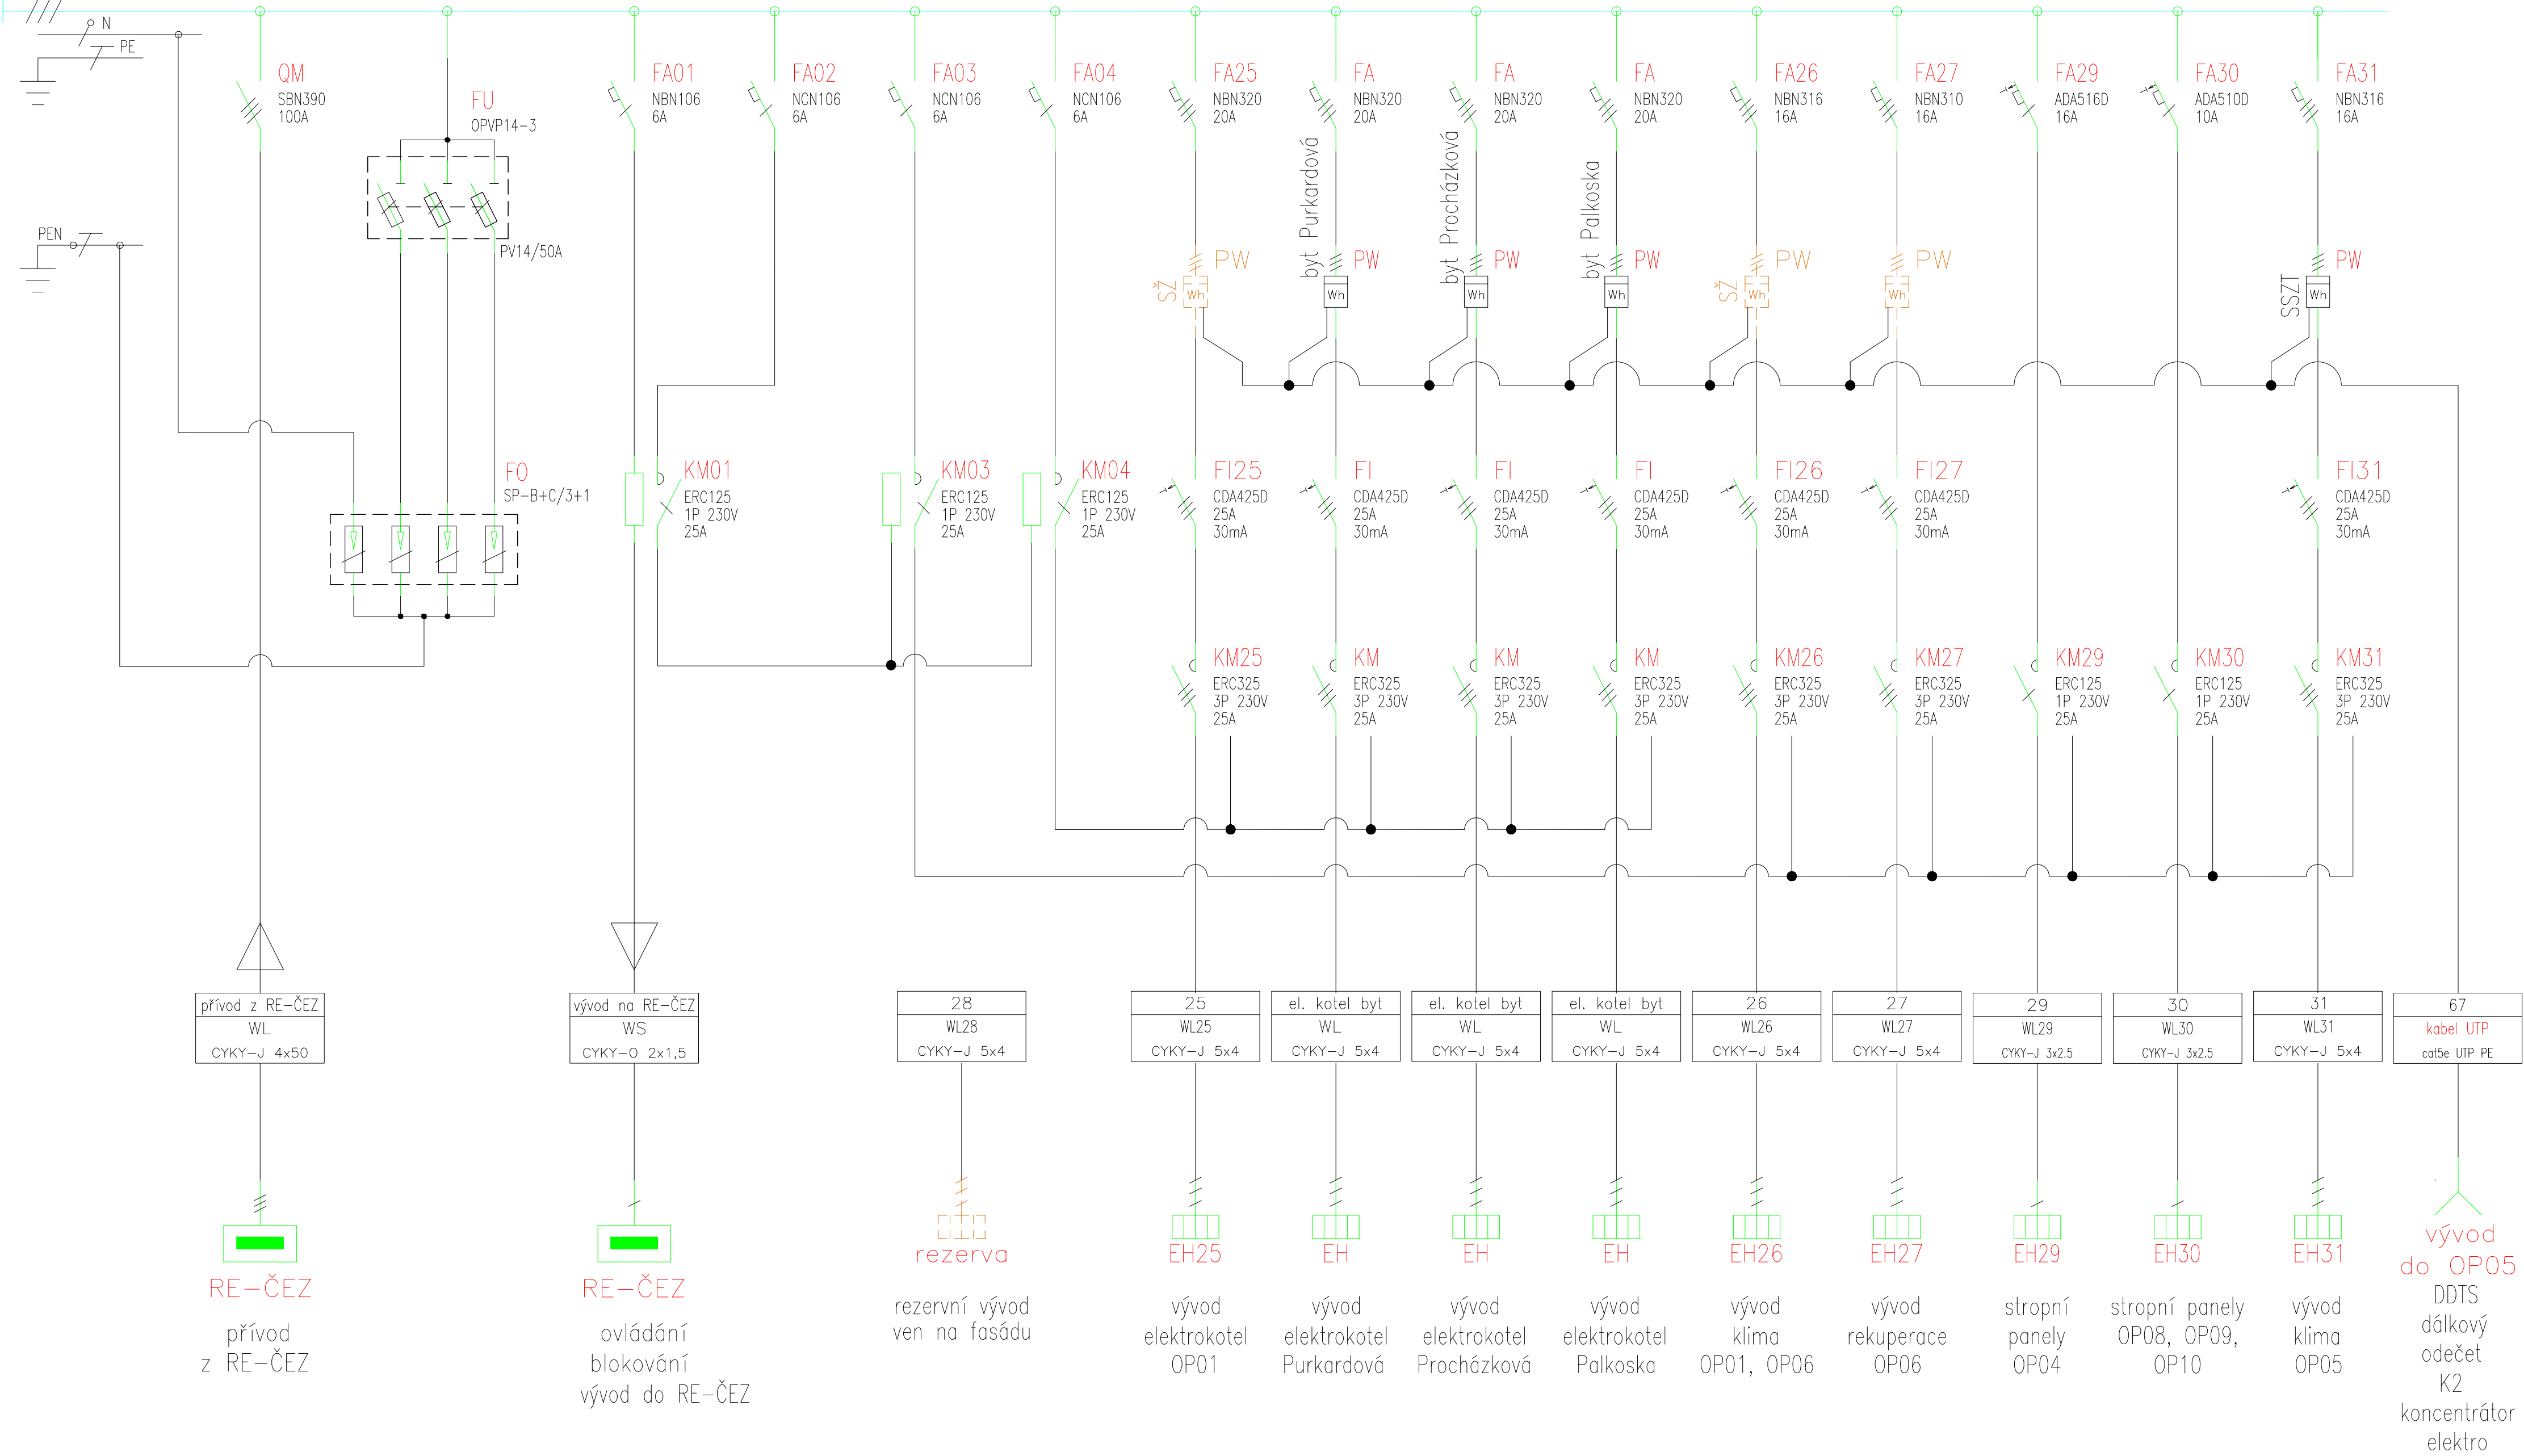 N
PE
PEN
QM
SBN390
100A
FU
OPVP14-3
PV14/50A
FO
SP-B+C/3+1
FA01
NBN106
6A
FA02
NCN106
6A
FA03
NCN106
6A
FA04
NCN106
6A
FA25
NBN320
20A
FA
NBN320
20A
FA
NBN320
20A
FA
NBN320
20A
FA26
NBN316
16A
FA27
NBN310
16A
FA29
ADA516D
16A
FA30
ADA510D
10A
FA31
NBN316
16A
byt Purkardová
byt Procházková
byt Palkoska
SŽ
PW
Wh
PW
Wh
PW
Wh
PW
Wh
SŽ
PW
Wh
PW
Wh
SSZT
PW
Wh
KM01
ERC125
1P 230V
25A
KM03
ERC125
1P 230V
25A
KM04
ERC125
1P 230V
25A
FI25
CDA425D
25A
30mA
FI
CDA425D
25A
30mA
FI
CDA425D
25A
30mA
FI
CDA425D
25A
30mA
FI26
CDA425D
25A
30mA
FI27
CDA425D
25A
30mA
FI31
CDA425D
25A
30mA
KM25
ERC325
3P 230V
25A
KM
ERC325
3P 230V
25A
KM
ERC325
3P 230V
25A
KM
ERC325
3P 230V
25A
KM26
ERC325
3P 230V
25A
KM27
ERC325
3P 230V
25A
KM29
ERC125
1P 230V
25A
KM30
ERC125
1P 230V
25A
KM31
ERC325
3P 230V
25A
přívod z RE-ČEZ
WL
CYKY-J 4x50
vývod na RE-ČEZ
WS
CYKY-O 2x1,5
28
WL28
CYKY-J 5x4
25
WL25
CYKY-J 5x4
el. kotel byt
WL
CYKY-J 5x4
el. kotel byt
WL
CYKY-J 5x4
el. kotel byt
WL
CYKY-J 5x4
26
WL26
CYKY-J 5x4
27
WL27
CYKY-J 5x4
29
WL29
CYKY-J 3x2.5
30
WL30
CYKY-J 3x2.5
31
WL31
CYKY-J 5x4
67
kabel UTP
cat5e UTP PE
RE-ČEZ
přívod
z RE-ČEZ
RE-ČEZ
ovládání
blokování
vývod do RE-ČEZ
rezerva
rezervní vývod
ven na fasádu
EH25
vývod
elektrokotel
OP01
EH
vývod
elektrokotel
Purkardová
EH
vývod
elektrokotel
Procházková
EH
vývod
elektrokotel
Palkoska
EH26
vývod
klima
OP01, OP06
EH27
vývod
rekuperace
OP06
EH29
stropní
panely
OP04
EH30
stropní panely
OP08, OP09,
OP10
EH31
vývod
klima
OP05
vývod
do OP05
DDTS
dálkový
odečet
K2
koncentrátor
elektro